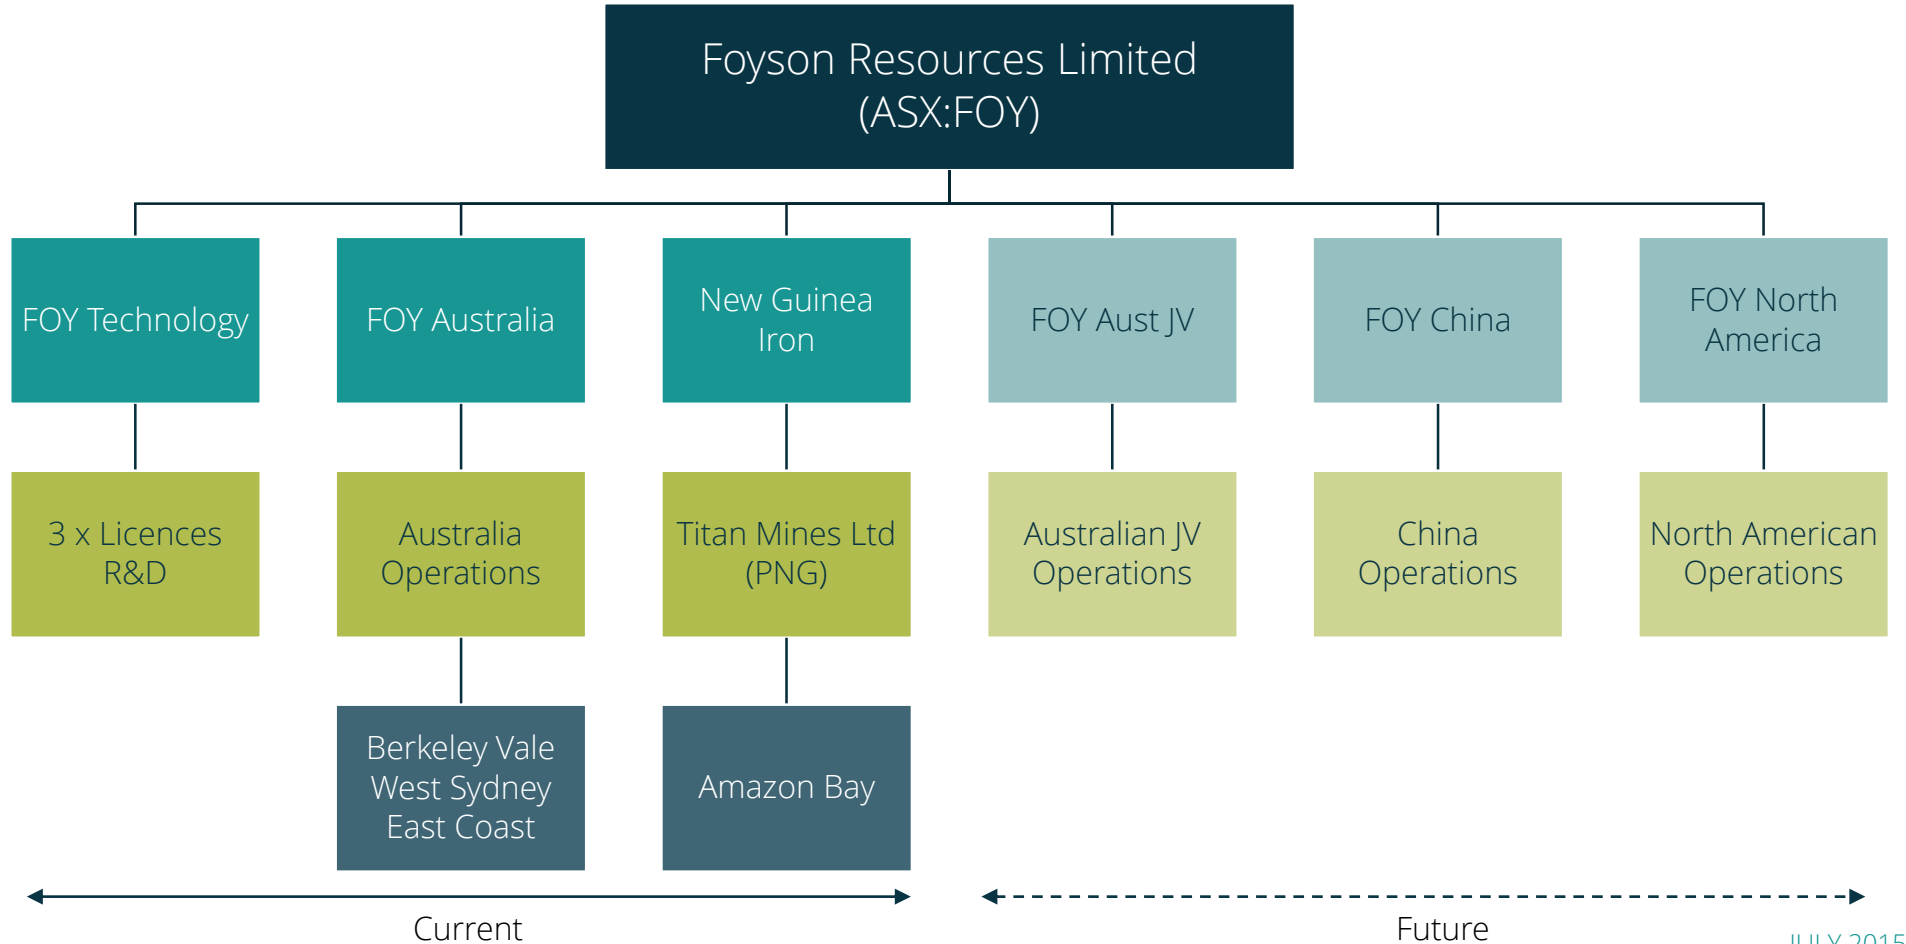 Foyson Resources Limited
(ASX:FOY)
FOY Technology
FOY Australia
New Guinea
Iron
FOY Aust JV
FOY China
FOY North
America
3 x Licences
R&D
Australia
Operations
Titan Mines Ltd
(PNG)
Australian JV
Operations
China
Operations
North American
Operations
Berkeley Vale
West Sydney
East Coast
Amazon Bay
Current
Future
JULY 2015